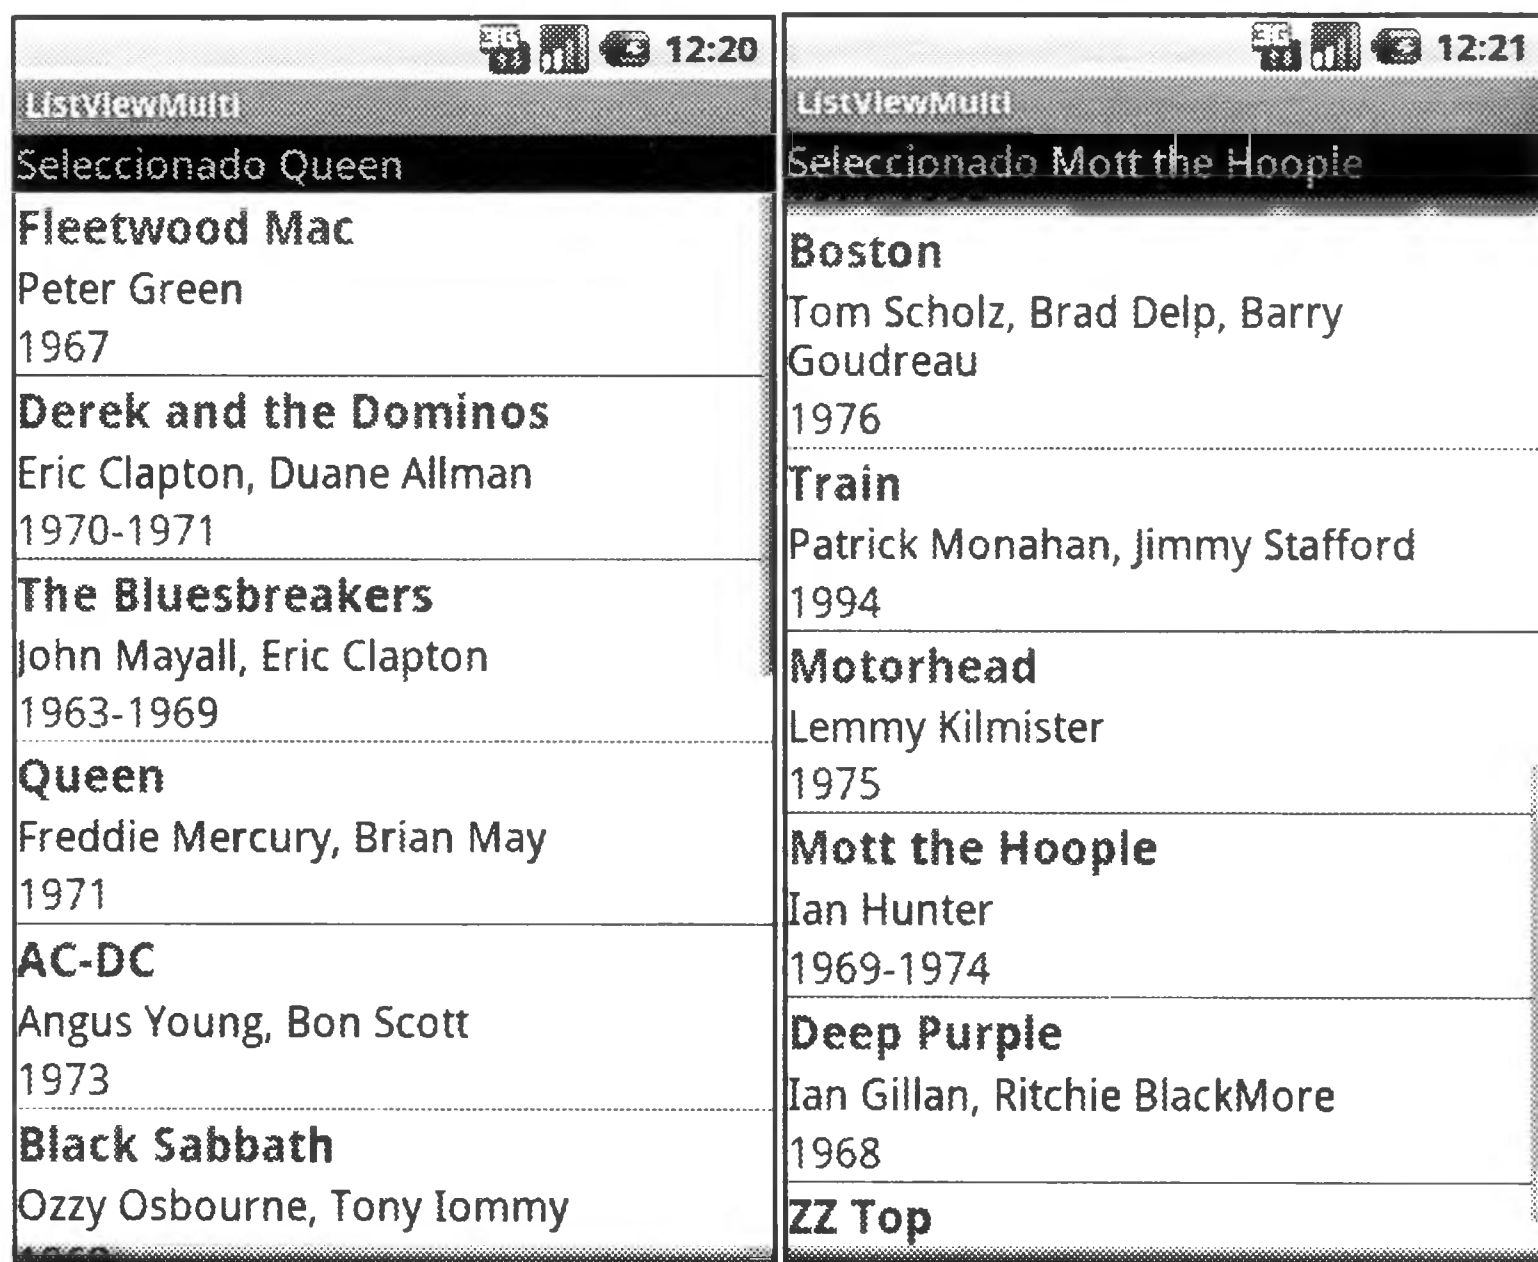 3G 12:20
ListViewMulti
Seleccionado Queen
Fleetwood Mac
Peter Green
1967
Derek and the Dominos
Eric Clapton, Duane Allman
1970-1971
The Bluesbreakers
John Mayall, Eric Clapton
1963-1969
Queen
Freddie Mercury, Brian May
1971
AC-DC
Angus Young, Bon Scott
1973
Black Sabbath
Ozzy Osbourne, Tony Iommy
3G 12:21
ListViewMulti
Seleccionado Mott the Hoople
Boston
Tom Scholz, Brad Delp, Barry
Goudreau
1976
Train
Patrick Monahan, Jimmy Stafford
1994
Motorhead
Lemmy Kilmister
1975
Mott the Hoople
Ian Hunter
1969-1974
Deep Purple
Ian Gillan, Ritchie BlackMore
1968
ZZ Top